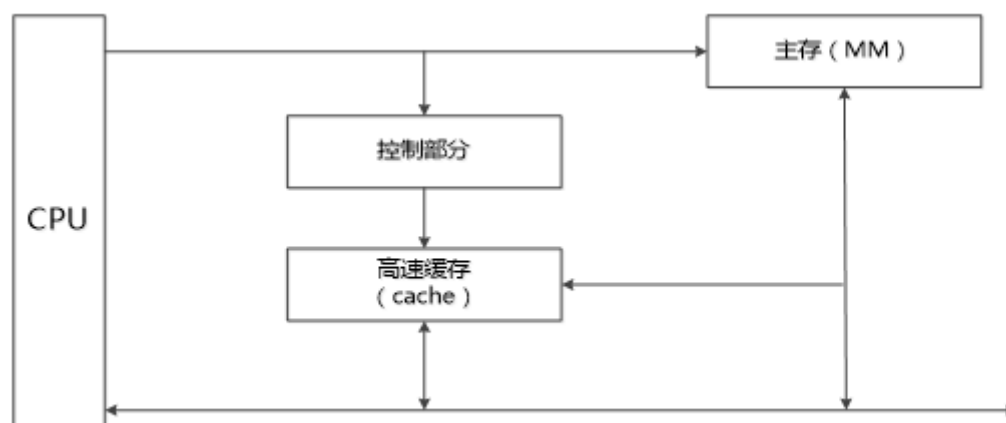 主存（MM）
控制部分
CPU
高速缓存
（cache）